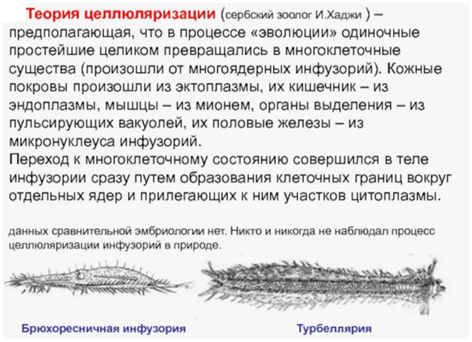 Теория целлюляризации (сербский зоолог И.Хаджи ) –
предполагающая, что в процессе «эволюции» одиночные
простейшие целиком превращались в многоклеточные
существа (произошли от многоядерных инфузорий). Кожные
покровы произошли из эктоплазмы, их кишечник – из
эндоплазмы, мышцы – из мионем, органы выделения – из
пульсирующих вакуолей, их половые железы – из
микронуклеуса инфузорий.
Переход к многоклеточному состоянию совершился в теле
инфузории сразу путем образования клеточных границ вокруг
отдельных ядер и прилегающих к ним участков цитоплазмы.
данных сравнительной эмбриологии нет. Никто и никогда не наблюдал процесс
целлюляризации инфузорий в природе.
Брюхоресничная инфузория
Турбеллярия